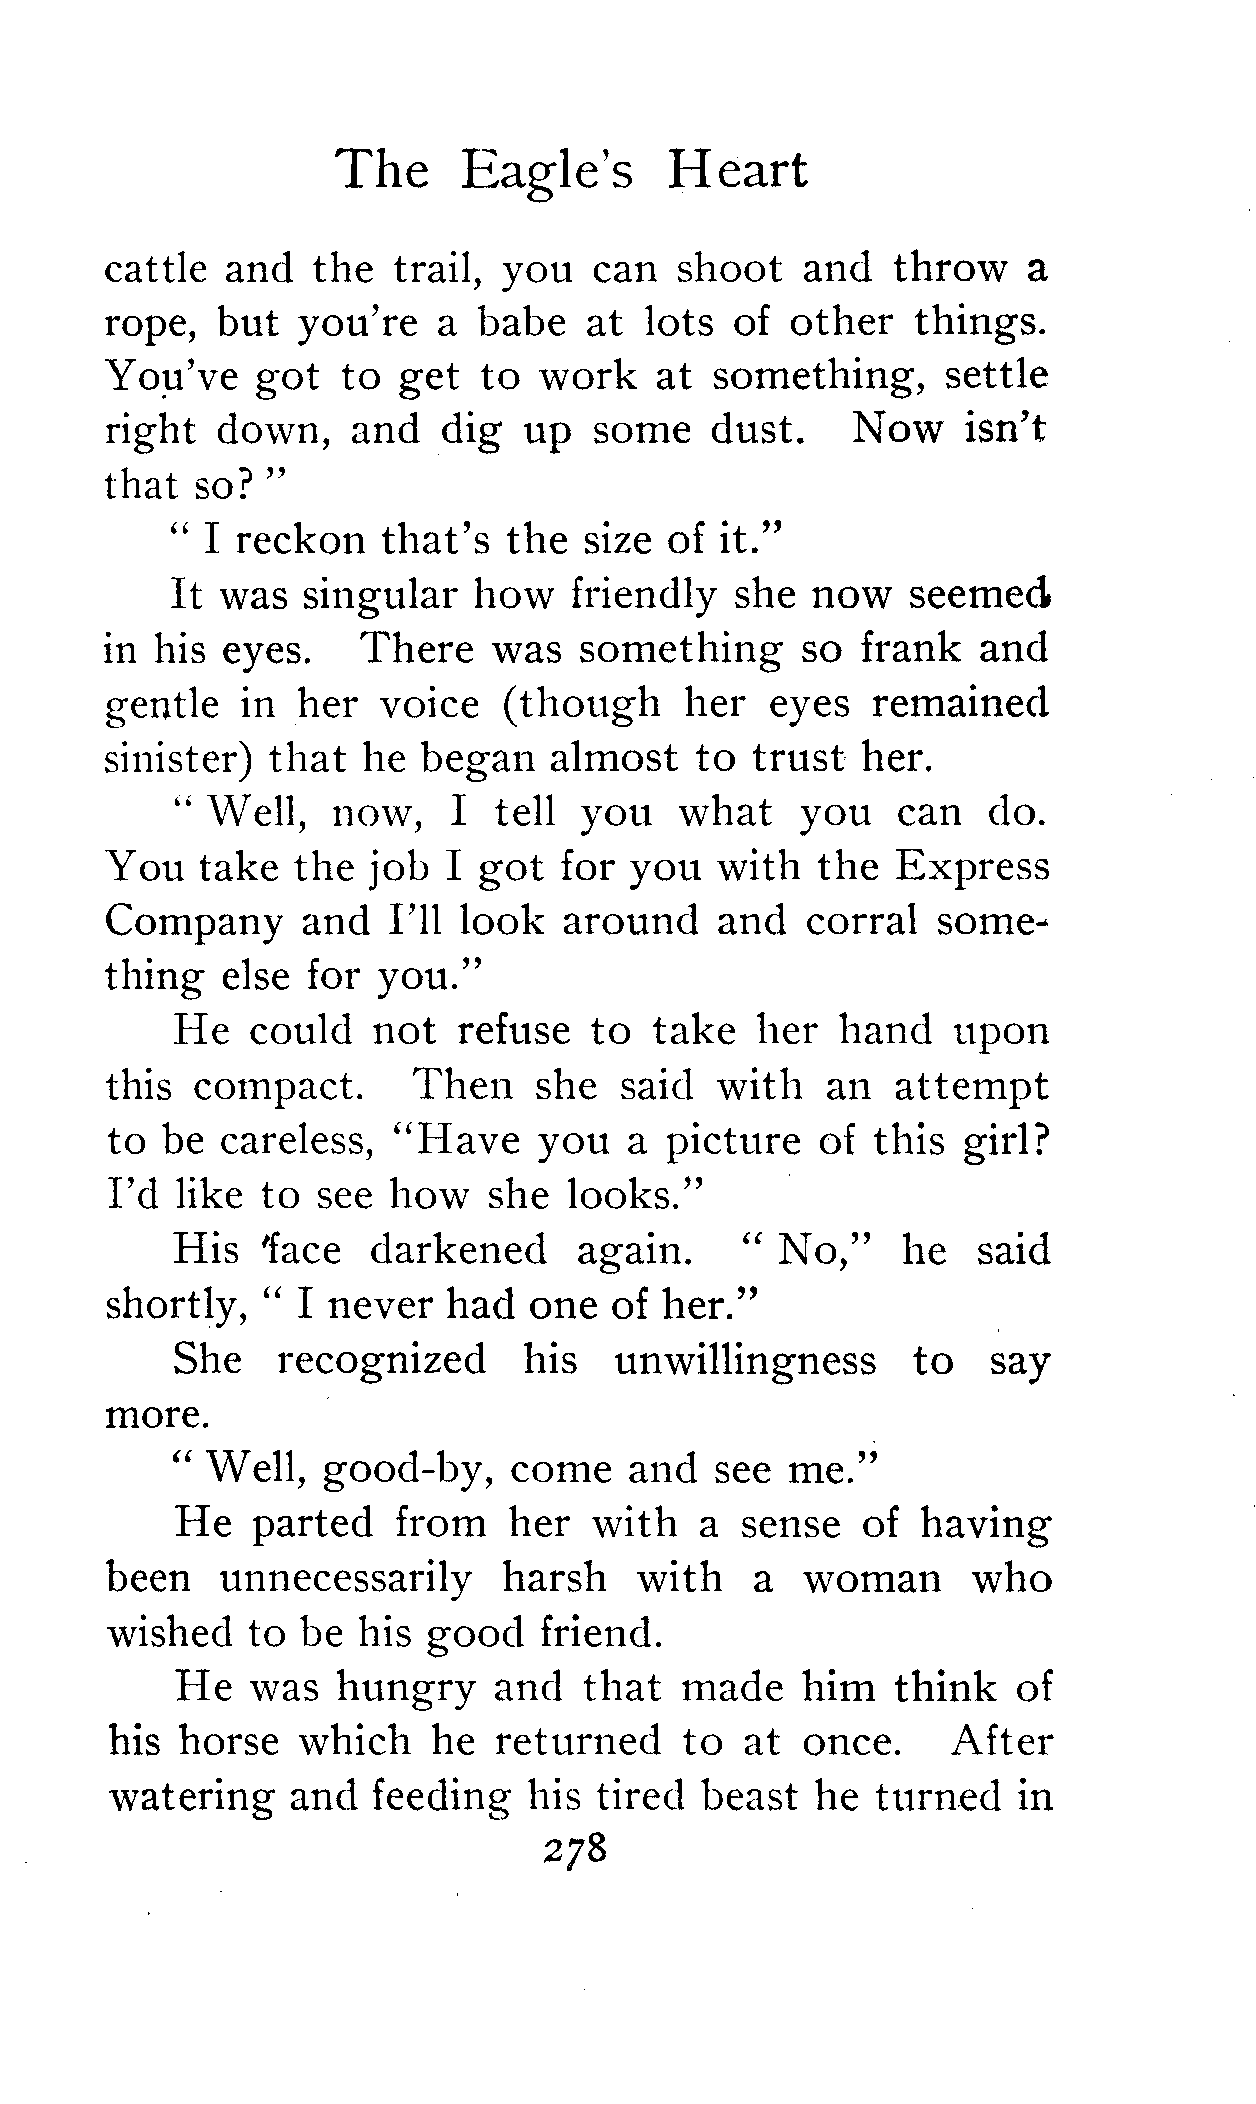 The Eagle's Heart
cattle and the trail, you can shoot and throw a
rope, but you're a babe at lots of other things.
You've got to get to work at something, settle
right down, and dig up some dust. Now isn't
that so? "
" I reckon that's the size of it."
It was singular how friendly she now seemed
in his eyes. There was something so frank and
gentle in her voice (though her eyes remained
sinister) that he began almost to trust her.
" Well, now, I tell you what you can do.
You take the job I got for you with the Express
Company and I'll look around and corral some-
thing else for you."
He could not refuse to take her hand upon
this compact. Then she said with an attempt
to be careless, "Have you a picture of this girl?
I'd like to see how she looks."
His face darkened again. " No," he said
shortly, " I never had one of her."
She recognized his unwillingness to say
more.
" Well, good-by, come and see me."
He parted from her with a sense of having
been unnecessarily harsh with a woman who
wished to be his good friend.
He was hungry and that made him think of
his horse which he returned to at once. After
watering and feeding his tired beast he turned in
278